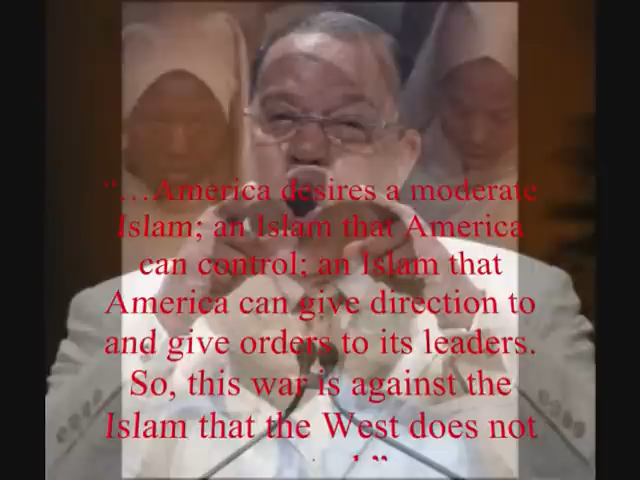 "...America desires a moderate
Islam; an Islam that America
can control; an Islam that
America can give direction to
and give orders to its leaders.
So, this war is against the
Islam that the West does not